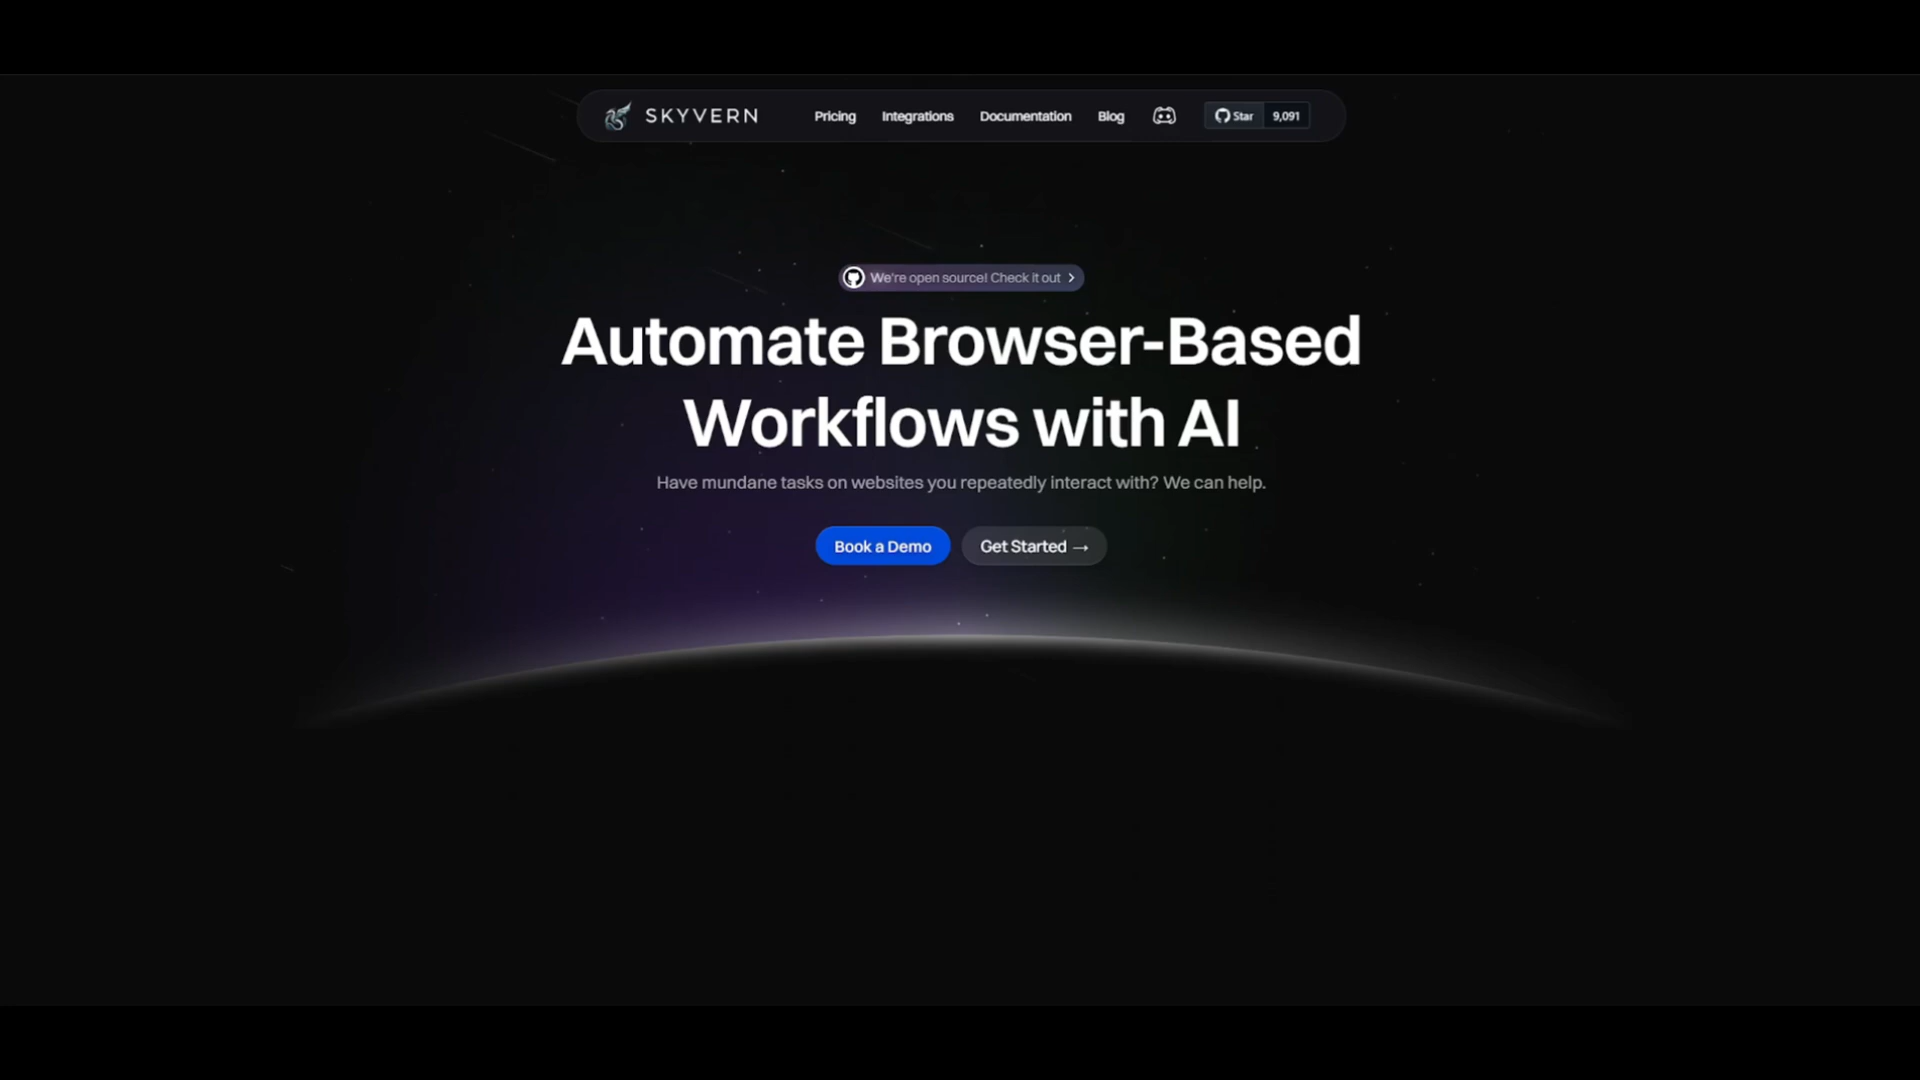 SKYVERN Pricing Integrations Documentation Blog Star 9,091
We're open source! Check it out
Automate Browser-Based
Workflows with AI
Have mundane tasks on websites you repeatedly interact with? We can help.
Book a Demo Get Started →